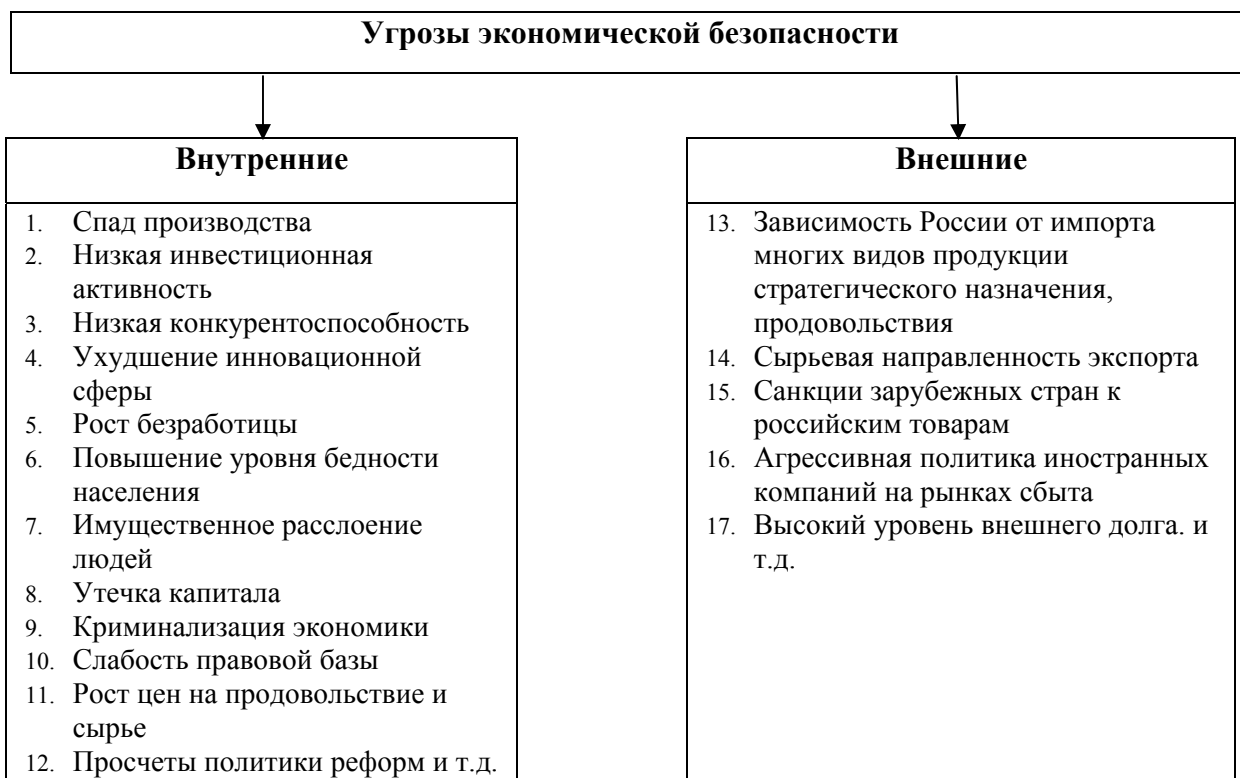 Угрозы экономической безопасности
Внутренние
1. Спад производства
2. Низкая инвестиционная
активность
3. Низкая конкурентоспособность
4. Ухудшение инновационной
сферы
5. Рост безработицы
6. Повышение уровня бедности
населения
7. Имущественное расслоение
людей
8. Утечка капитала
9. Криминализация экономики
10. Слабость правовой базы
11. Рост цен на продовольствие и
сырье
12. Просчеты политики реформ и т.д.
Внешние
13. Зависимость России от импорта
многих видов продукции
стратегического назначения,
продовольствия
14. Сырьевая направленность экспорта
15. Санкции зарубежных стран к
российским товарам
16. Агрессивная политика иностранных
компаний на рынках сбыта
17. Высокий уровень внешнего долга. и
т.д.